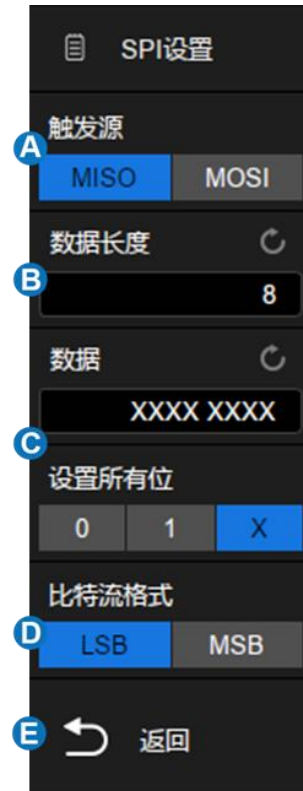 SPI设置
触发源
A
MISO MOSI
数据长度
B
8
数据
XXXX XXXX
C
设置所有位
0 1 X
比特流格式
D
LSB MSB
E 返回